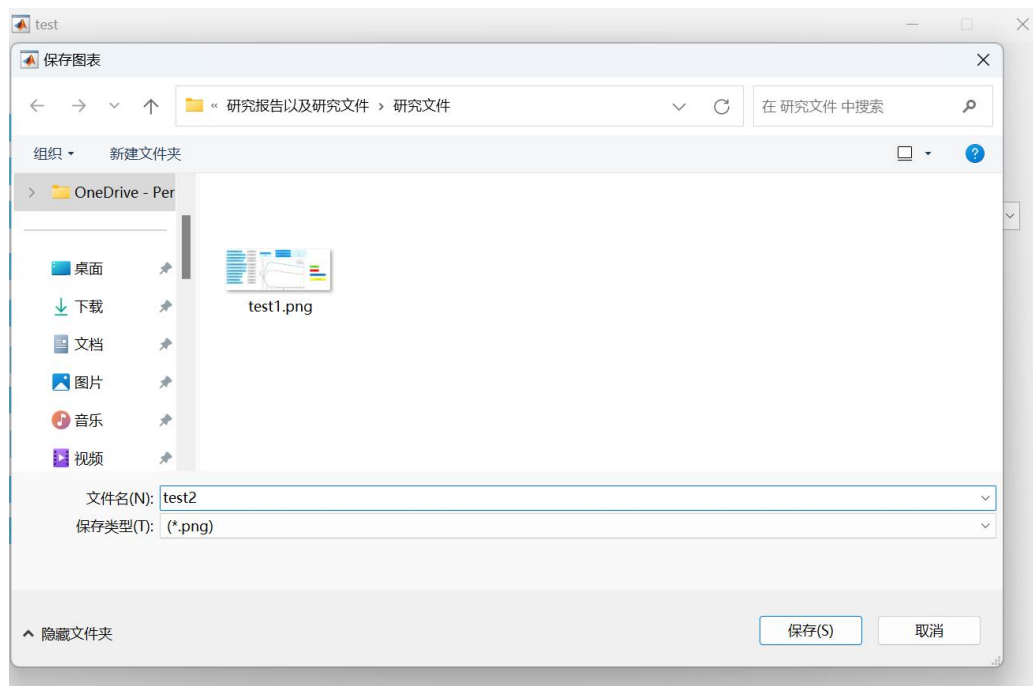 test
保存图表
« 研究报告以及研究文件 › 研究文件
在 研究文件 中搜索
组织
新建文件夹
OneDrive - Per
桌面
下载
文档
图片
音乐
视频
test1.png
文件名(N): test2
保存类型(T): (*.png)
隐藏文件夹
保存(S)
取消